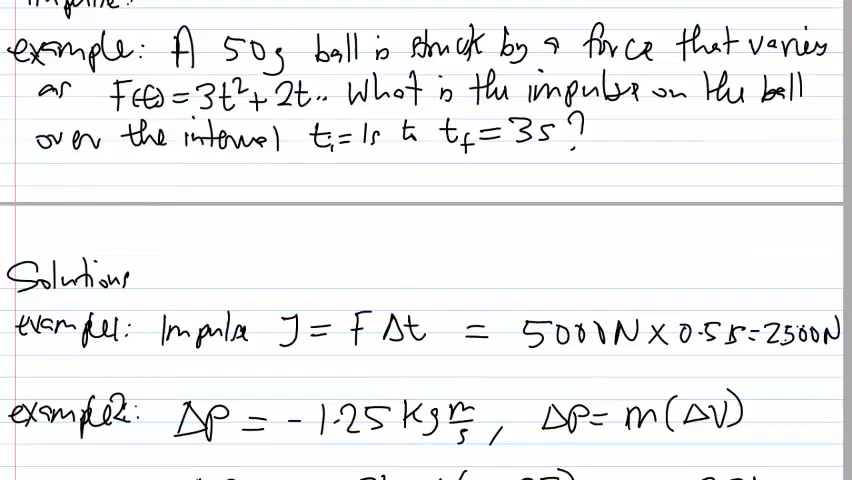 example: A 50g ball is struck by a force that varies
as F(t) = 3t² + 2t.. What is the impulse on the ball
over the interval ti = 1s to tf = 3s?
Solutions
example1: Impulse J = F Δt = 5000N × 0.5s = 2500N
example2: Δp = -1.25 kg m/s, Δp = m(Δv)